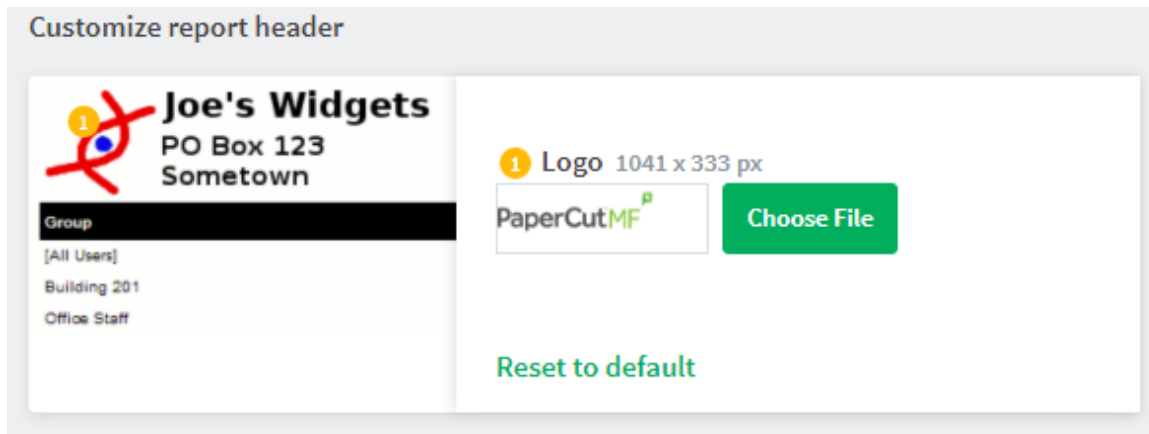 Customize report header
1
Joe's Widgets
PO Box 123
Sometown
Group
[All Users]
Building 201
Office Staff
1 Logo 1041 x 333 px
PaperCutMF P
Choose File
Reset to default